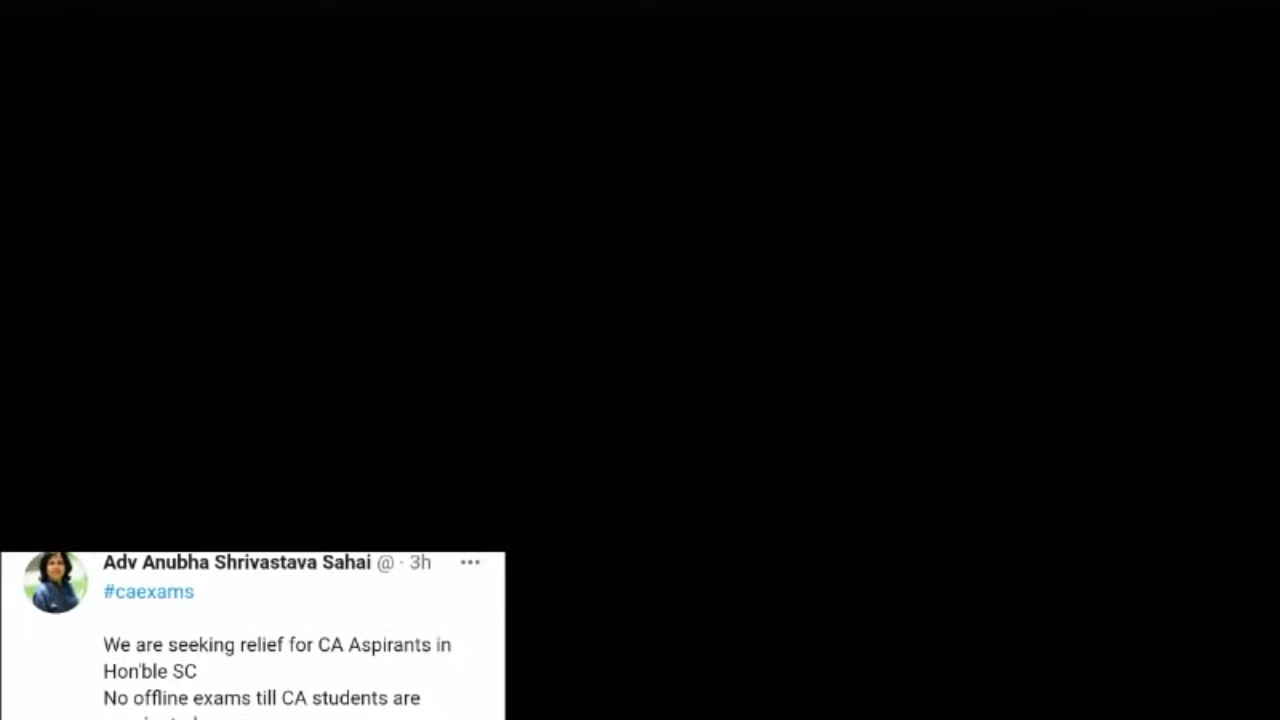 Adv Anubha Shrivastava Sahai @ · 3h
#caexams
We are seeking relief for CA Aspirants in
Hon'ble SC
No offline exams till CA students are